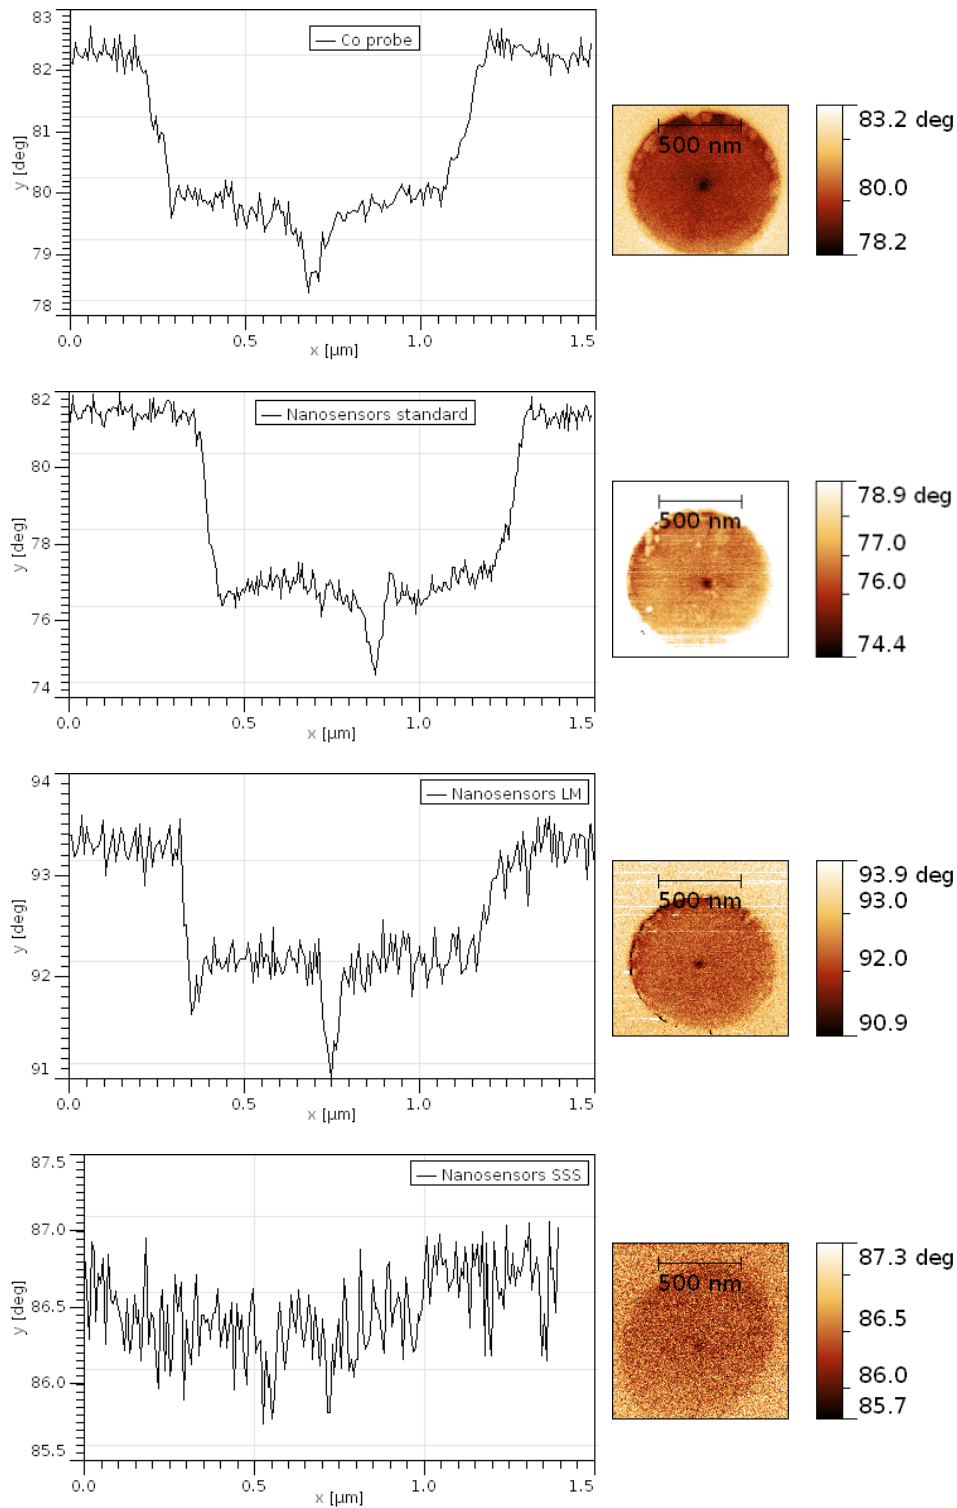 83
82
81
80
79
78
y [deg]
Co probe
0.0 0.5 1.0 1.5
x [µm]
500 nm
83.2 deg
80.0
78.2
82
80
78
76
74
y [deg]
Nanosensors standard
0.0 0.5 1.0 1.5
x [µm]
500 nm
78.9 deg
77.0
76.0
74.4
94
93
92
91
y [deg]
Nanosensors LM
0.0 0.5 1.0 1.5
x [µm]
500 nm
93.9 deg
93.0
92.0
90.9
87.5
87.0
86.5
86.0
85.5
y [deg]
Nanosensors SSS
0.0 0.5 1.0 1.5
x [µm]
500 nm
87.3 deg
86.5
86.0
85.7